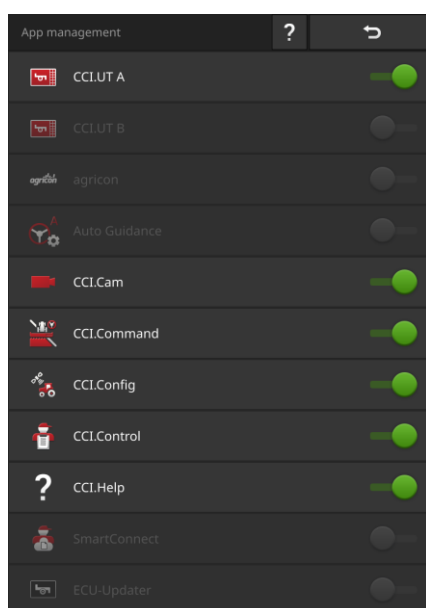 App management
?
CCI.UT A
CCI.UT B
agricon agricon
A
Auto Guidance
CCI.Cam
CCI.Command
CCI.Config
CCI.Control
? CCI.Help
SmartConnect
ECU-Updater